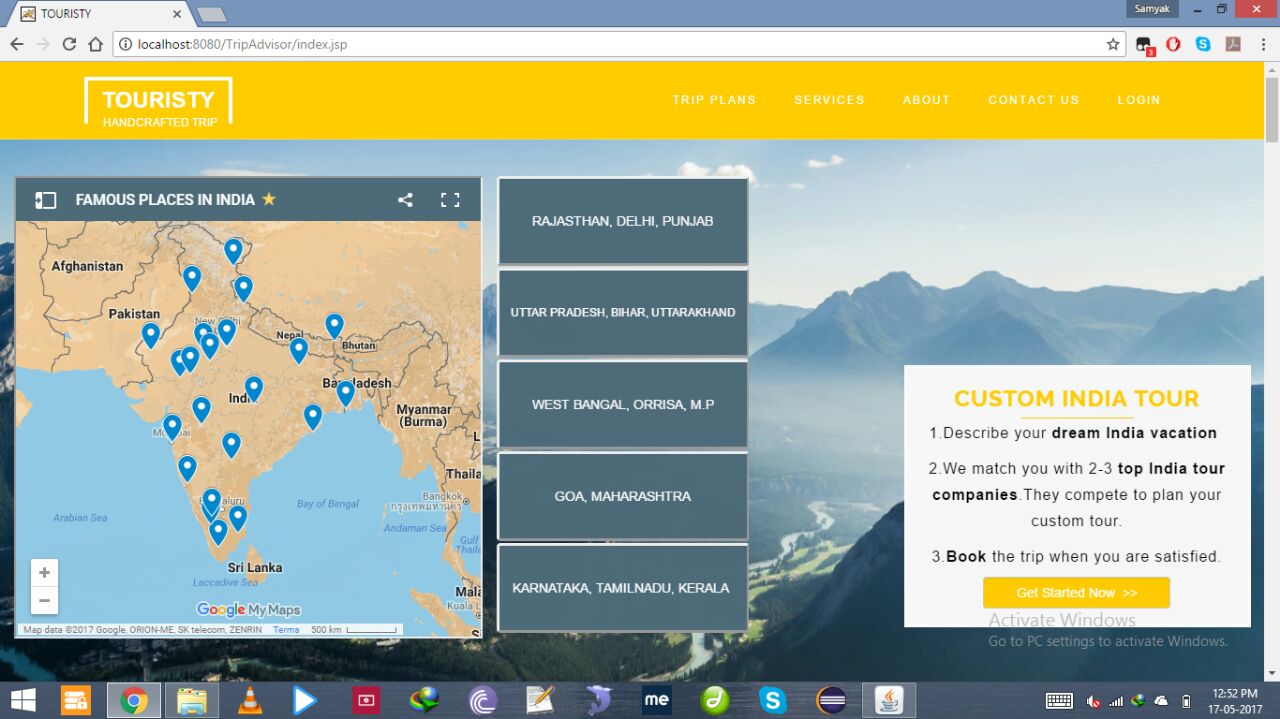 TOURISTY
Samyak
localhost:8080/TripAdvisor/index.jsp
3
TOURISTY
HANDCRAFTED TRIP
TRIP PLANS
SERVICES
ABOUT
CONTACT US
LOGIN
FAMOUS PLACES IN INDIA
Afghanistan
Pakistan
New Delhi
Nepal
Bhutan
India
Bangladesh
Myanmar
(Burma)
Mumbai
Bengaluru
Thaila
Bangkok
กรุงเทพมหานคร
Arabian Sea
Bay of Bengal
Andaman Sea
Gulf
Thaila
Sri Lanka
Laccadive Sea
Mala
Kuala L
S
+
−
Google My Maps
Map data ©2017 Google, ORION-ME, SK telecom, ZENRIN
Terms
500 km
RAJASTHAN, DELHI, PUNJAB
UTTAR PRADESH, BIHAR, UTTARAKHAND
WEST BANGAL, ORRISA, M.P
GOA, MAHARASHTRA
KARNATAKA, TAMILNADU, KERALA
CUSTOM INDIA TOUR
1.Describe your dream India vacation
2.We match you with 2-3 top India tour
companies.They compete to plan your
custom tour.
3.Book the trip when you are satisfied.
Get Started Now >>
Activate Windows
Go to PC settings to activate Windows.
me
12:52 PM
17-05-2017